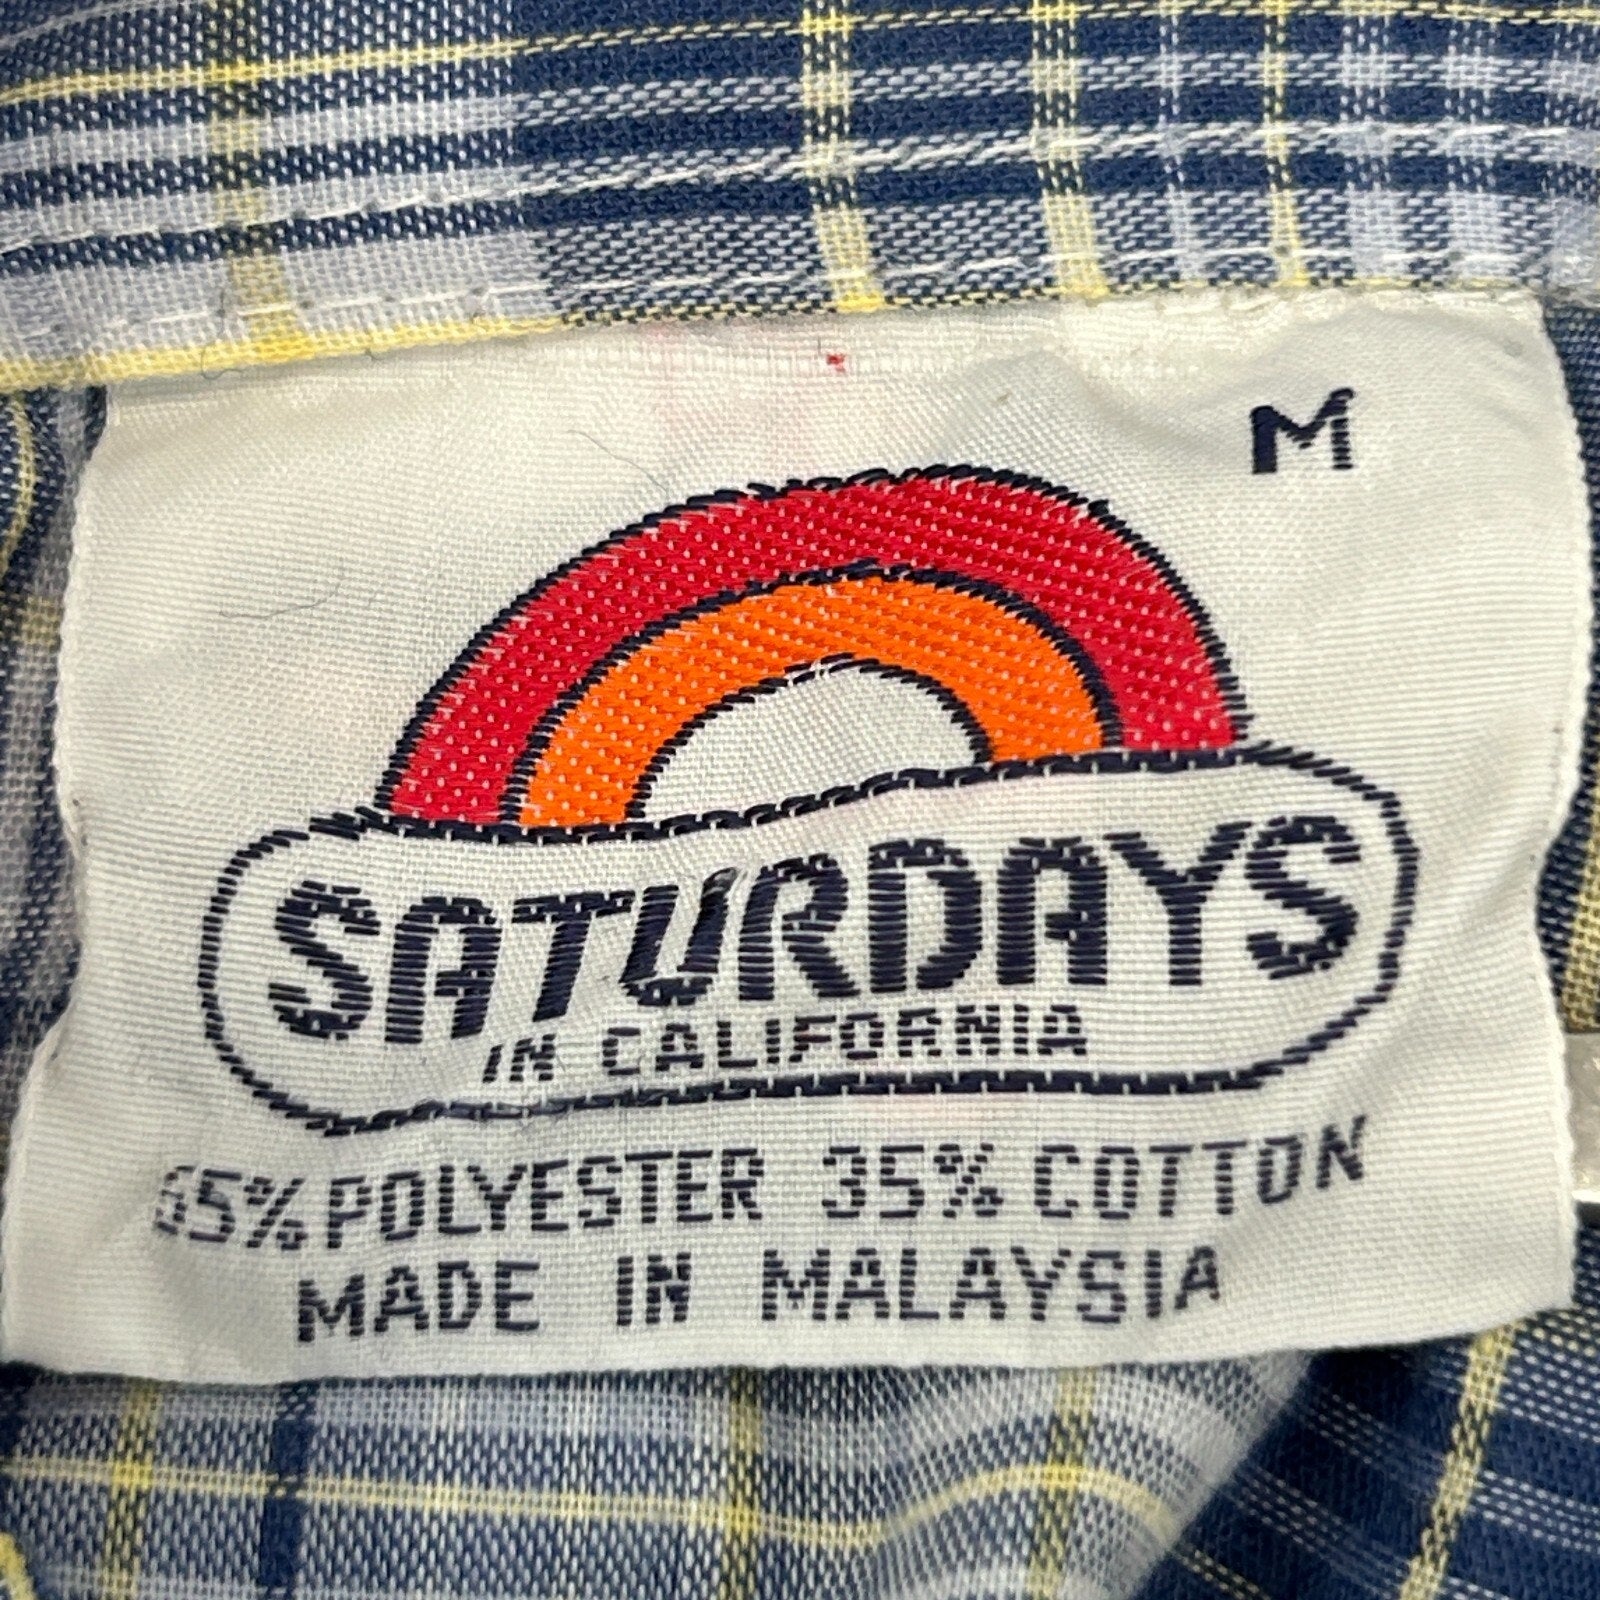 M
SATURDAYS
IN CALIFORNIA
65% POLYESTER 35% COTTON
MADE IN MALAYSIA